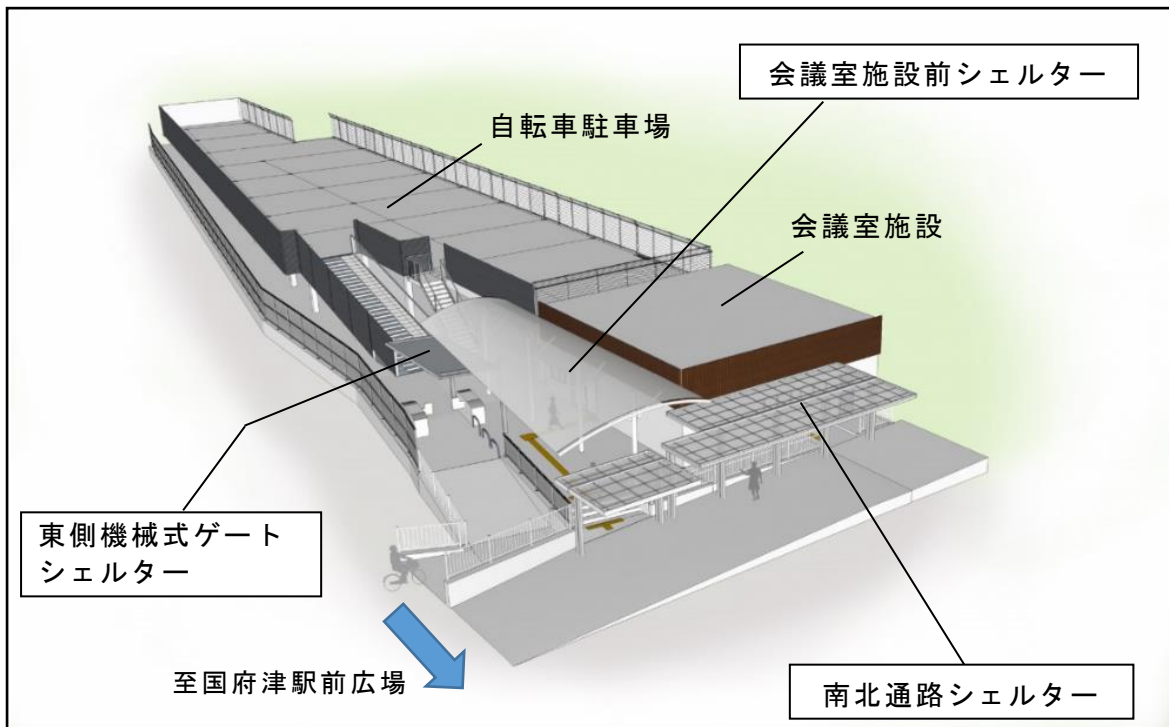 会議室施設前シェルター
自転車駐車場
会議室施設
東側機械式ゲート
シェルター
至国府津駅前広場
南北通路シェルター